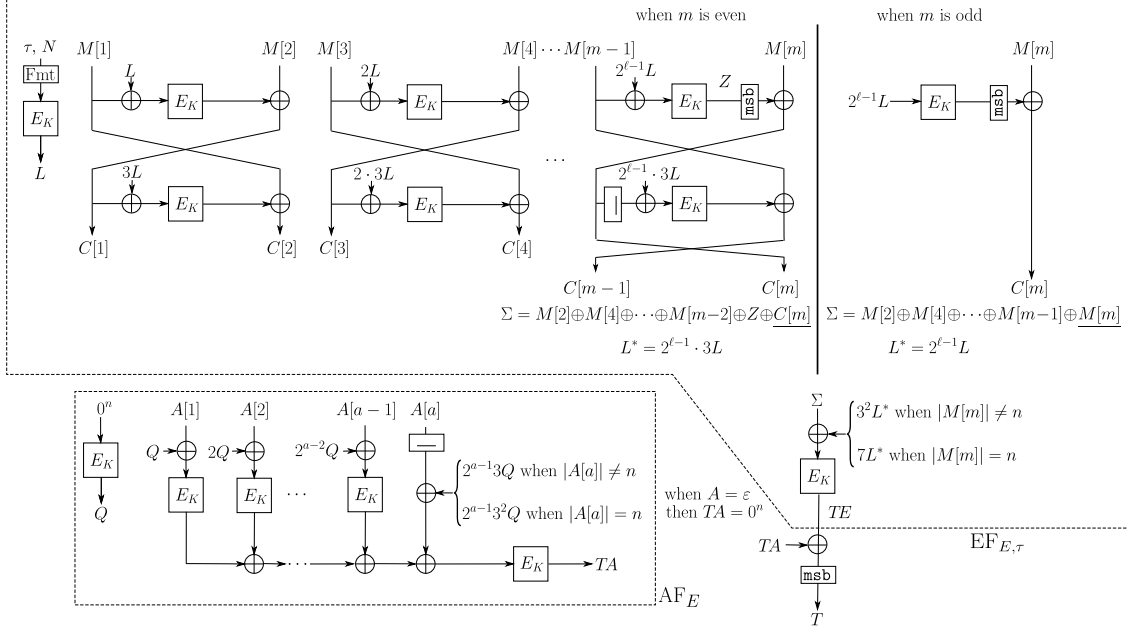 when m is even
when m is odd
τ, N
M[1] M[2] M[3] M[4] ⋯ M[m−1] M[m] M[m]
Fmt
L 2L 2^{ℓ−1}L Z
E_K E_K E_K E_K msb 2^{ℓ−1}L E_K msb
L
⋯
3L 2·3L 2^{ℓ−1}·3L
E_K E_K E_K
C[1] C[2] C[3] C[4]
C[m−1] C[m] C[m]
Σ = M[2]⊕M[4]⊕⋯⊕M[m−2]⊕Z⊕C[m]
Σ = M[2]⊕M[4]⊕⋯⊕M[m−1]⊕M[m]
L* = 2^{ℓ−1}·3L
L* = 2^{ℓ−1}L
0^n A[1] A[2] A[a−1] A[a]
E_K
Q
Q 2Q 2^{a−2}Q
E_K E_K ⋯ E_K
2^{a−1}3Q when |A[a]| ≠ n
2^{a−1}3^2Q when |A[a]| = n
⋯
E_K TA
AF_E
when A = ε
then TA = 0^n
Σ
3^2L* when |M[m]| ≠ n
7L* when |M[m]| = n
E_K
TE
TA
EF_{E,τ}
msb
T